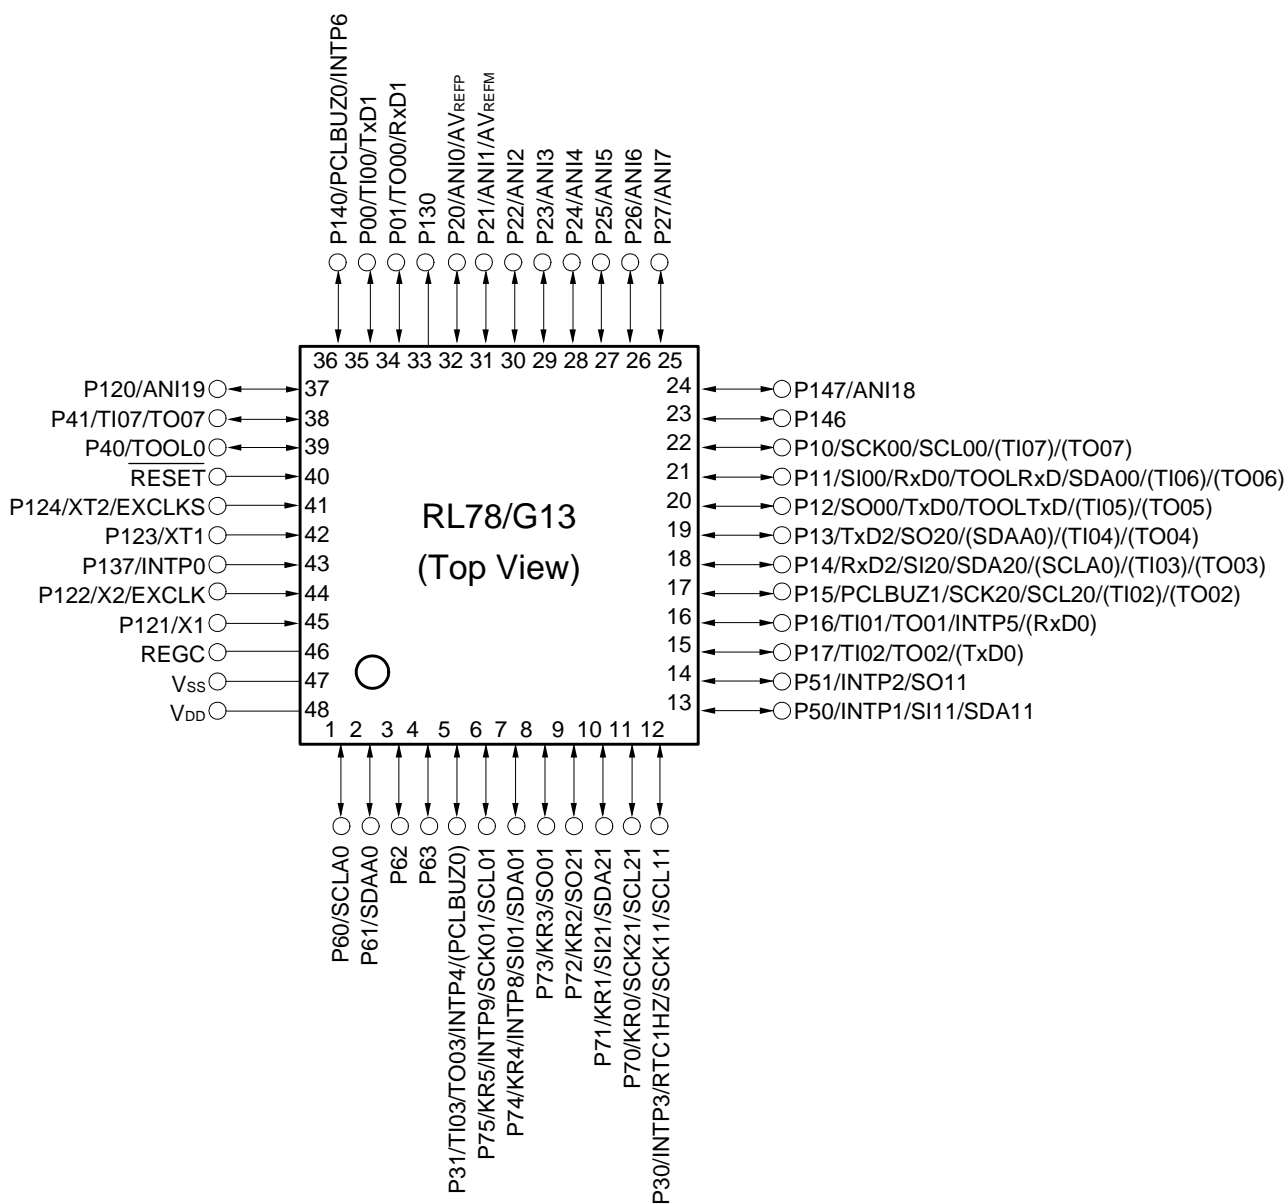 P140/PCLBUZ0/INTP6
P00/TI00/TxD1
P01/TO00/RxD1
P130
P20/ANI0/AVREFP
P21/ANI1/AVREFM
P22/ANI2
P23/ANI3
P24/ANI4
P25/ANI5
P26/ANI6
P27/ANI7
36 35 34 33 32 31 30 29 28 27 26 25
P120/ANI19 37
P41/TI07/TO07 38
P40/TOOL0 39
RESET 40
P124/XT2/EXCLKS 41
P123/XT1 42
P137/INTP0 43
P122/X2/EXCLK 44
P121/X1 45
REGC 46
VSS 47
VDD 48
RL78/G13
(Top View)
24 P147/ANI18
23 P146
22 P10/SCK00/SCL00/(TI07)/(TO07)
21 P11/SI00/RxD0/TOOLRxD/SDA00/(TI06)/(TO06)
20 P12/SO00/TxD0/TOOLTxD/(TI05)/(TO05)
19 P13/TxD2/SO20/(SDAA0)/(TI04)/(TO04)
18 P14/RxD2/SI20/SDA20/(SCLA0)/(TI03)/(TO03)
17 P15/PCLBUZ1/SCK20/SCL20/(TI02)/(TO02)
16 P16/TI01/TO01/INTP5/(RxD0)
15 P17/TI02/TO02/(TxD0)
14 P51/INTP2/SO11
13 P50/INTP1/SI11/SDA11
1 2 3 4 5 6 7 8 9 10 11 12
P60/SCLA0
P61/SDAA0
P62
P63
P31/TI03/TO03/INTP4/(PCLBUZ0)
P75/KR5/INTP9/SCK01/SCL01
P74/KR4/INTP8/SI01/SDA01
P73/KR3/SO01
P72/KR2/SO21
P71/KR1/SI21/SDA21
P70/KR0/SCK21/SCL21
P30/INTP3/RTC1HZ/SCK11/SCL11